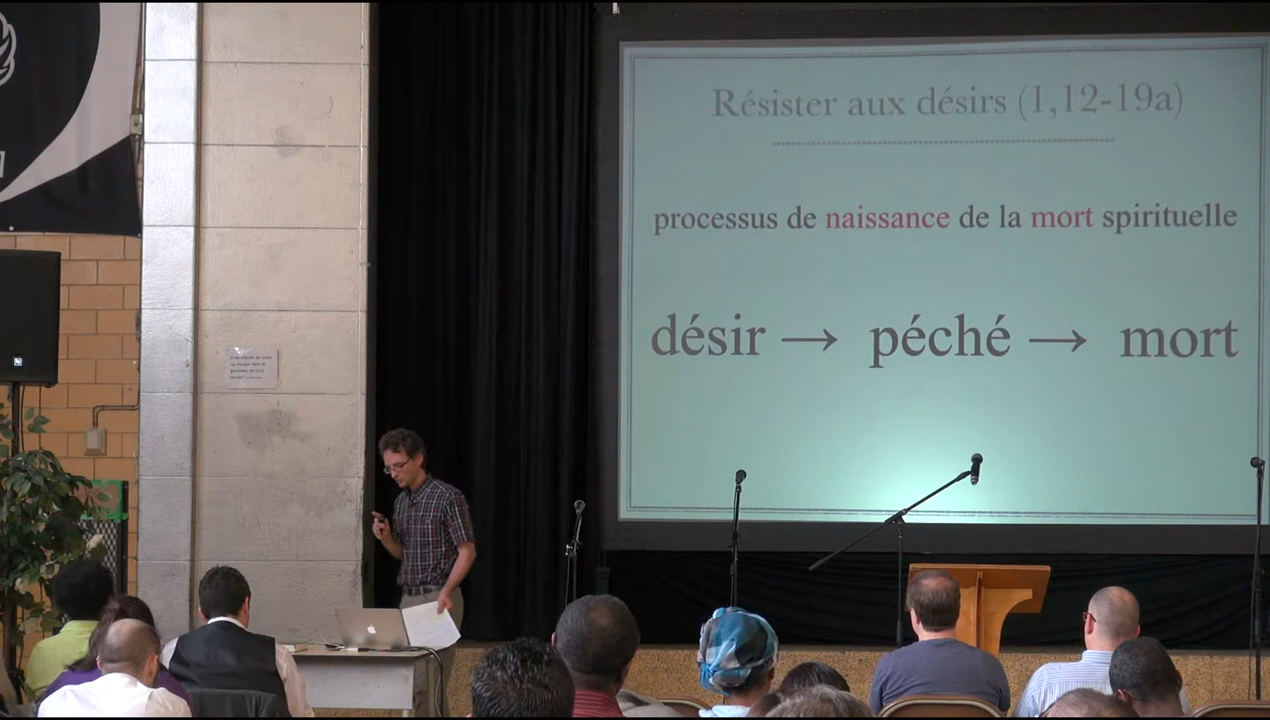 Résister aux désirs (1,12-19a)
processus de naissance de la mort spirituelle
désir → péché → mort